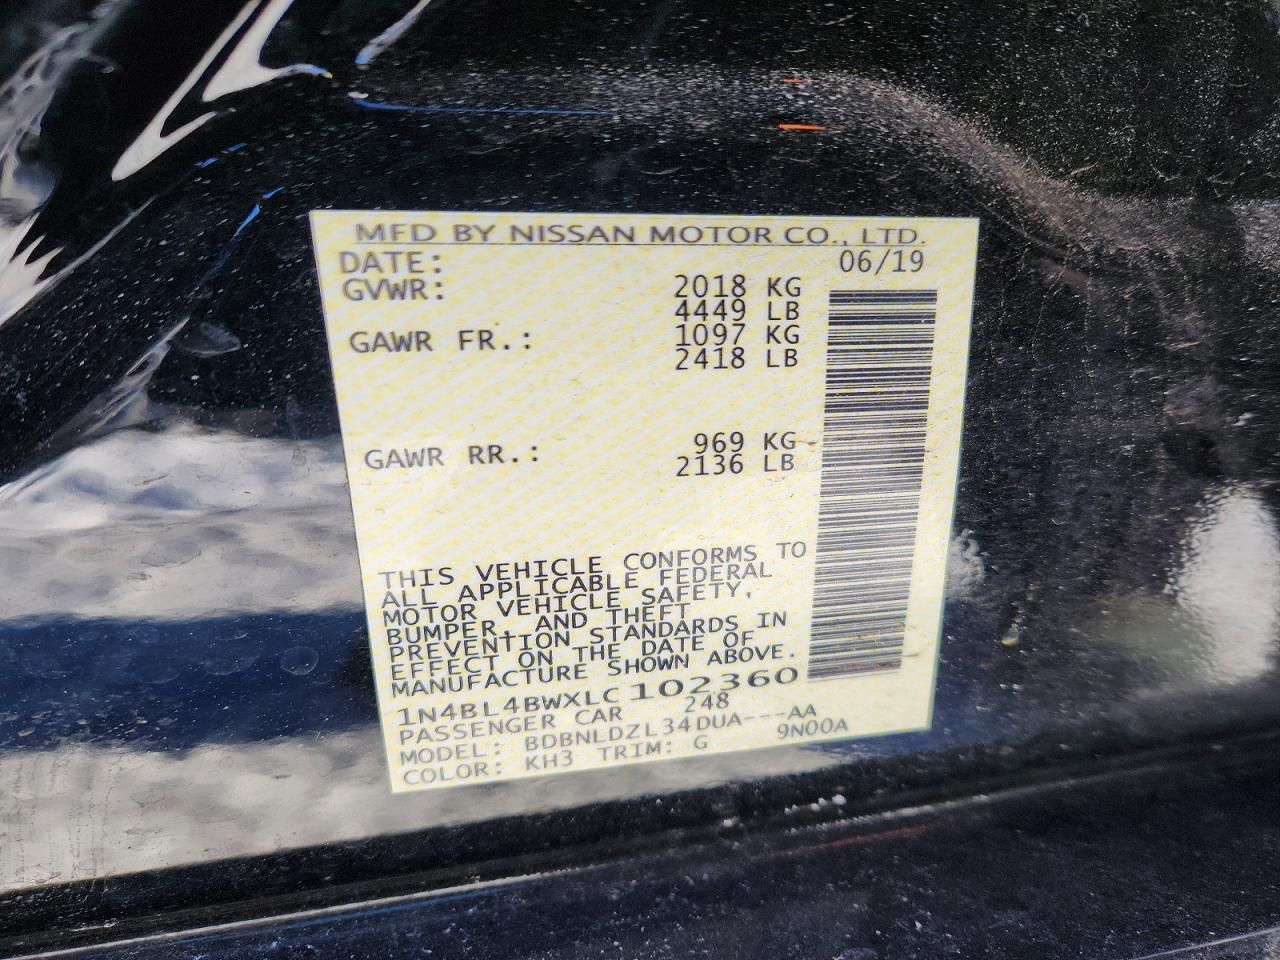 MFD BY NISSAN MOTOR CO., LTD.
DATE: 06/19
GVWR: 2018 KG
4449 LB
GAWR FR.: 1097 KG
2418 LB
GAWR RR.: 969 KG
2136 LB
THIS VEHICLE CONFORMS TO
ALL APPLICABLE FEDERAL
MOTOR VEHICLE SAFETY,
BUMPER, AND THEFT
PREVENTION STANDARDS IN
EFFECT ON THE DATE OF
MANUFACTURE SHOWN ABOVE.
1N4BL4BWXLC102360
PASSENGER CAR 248
MODEL: BDBNLDZL34DUA---AA
COLOR: KH3 TRIM: G 9N00A